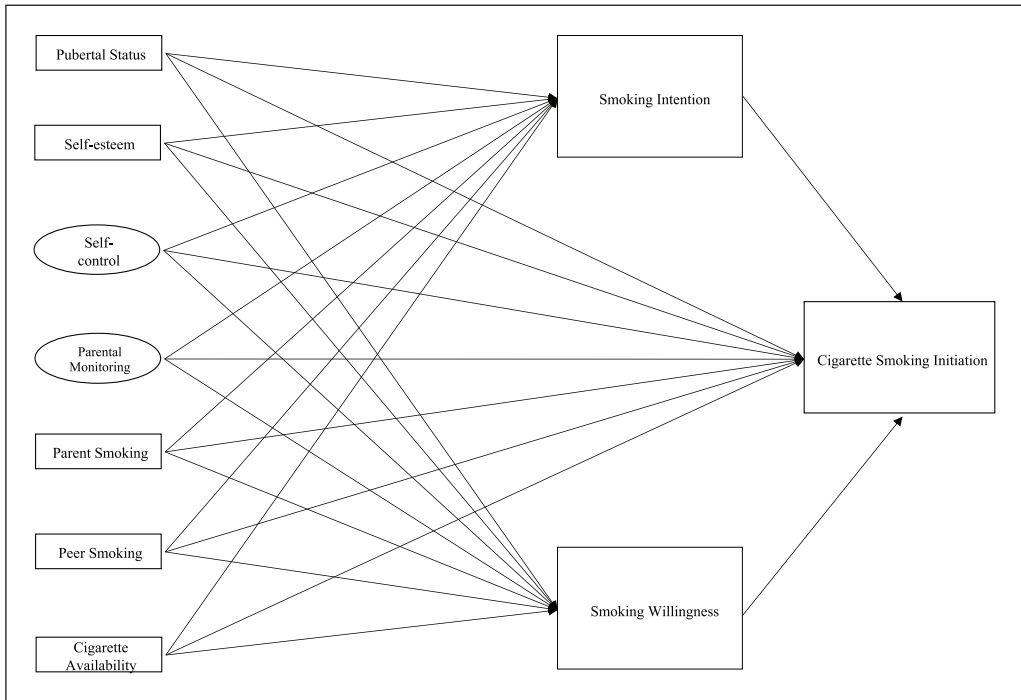 Pubertal Status
Smoking Intention
Self-esteem
Self-
control
Parental
Monitoring
Cigarette Smoking Initiation
Parent Smoking
Peer Smoking
Smoking Willingness
Cigarette
Availability